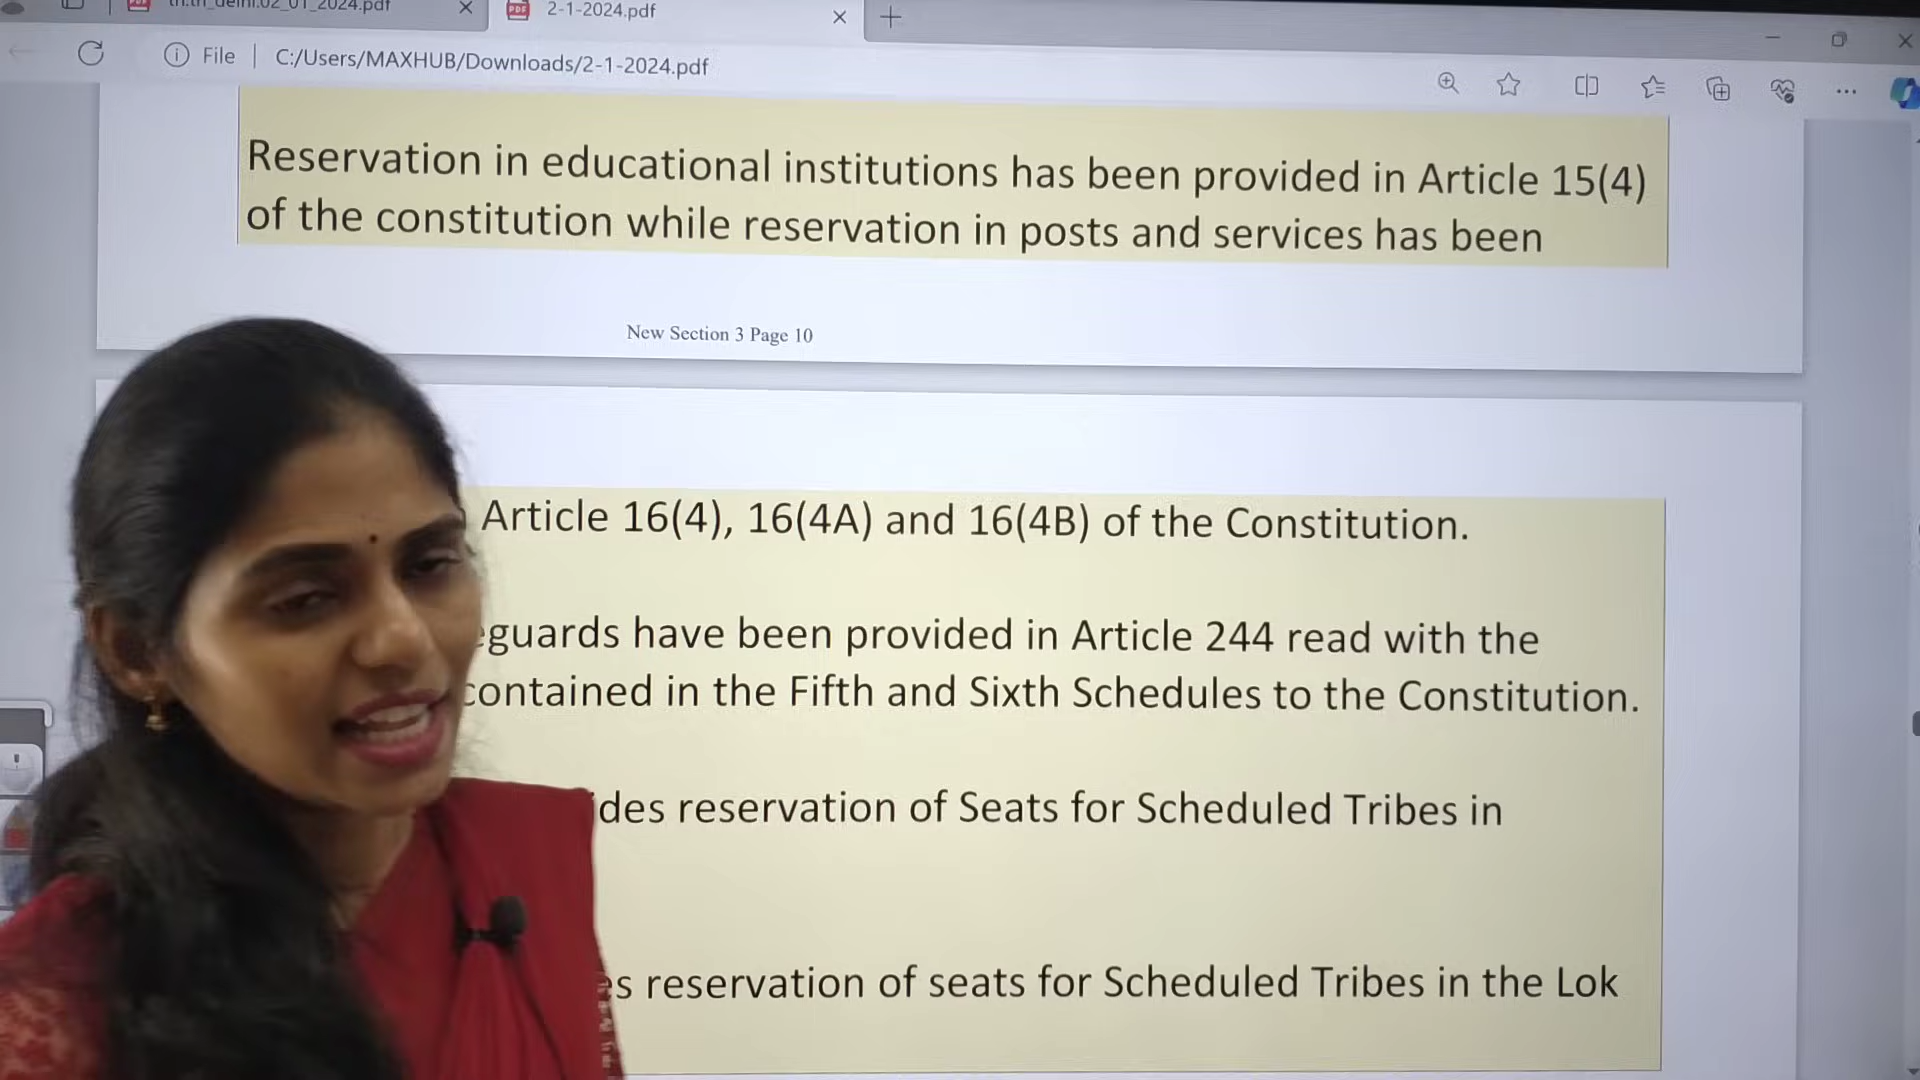 2-1-2024.pdf
File
C:/Users/MAXHUB/Downloads/2-1-2024.pdf
Reservation in educational institutions has been provided in Article 15(4)
of the constitution while reservation in posts and services has been
New Section 3 Page 10
Article 16(4), 16(4A) and 16(4B) of the Constitution.
guards have been provided in Article 244 read with the
contained in the Fifth and Sixth Schedules to the Constitution.
ides reservation of Seats for Scheduled Tribes in
es reservation of seats for Scheduled Tribes in the Lok